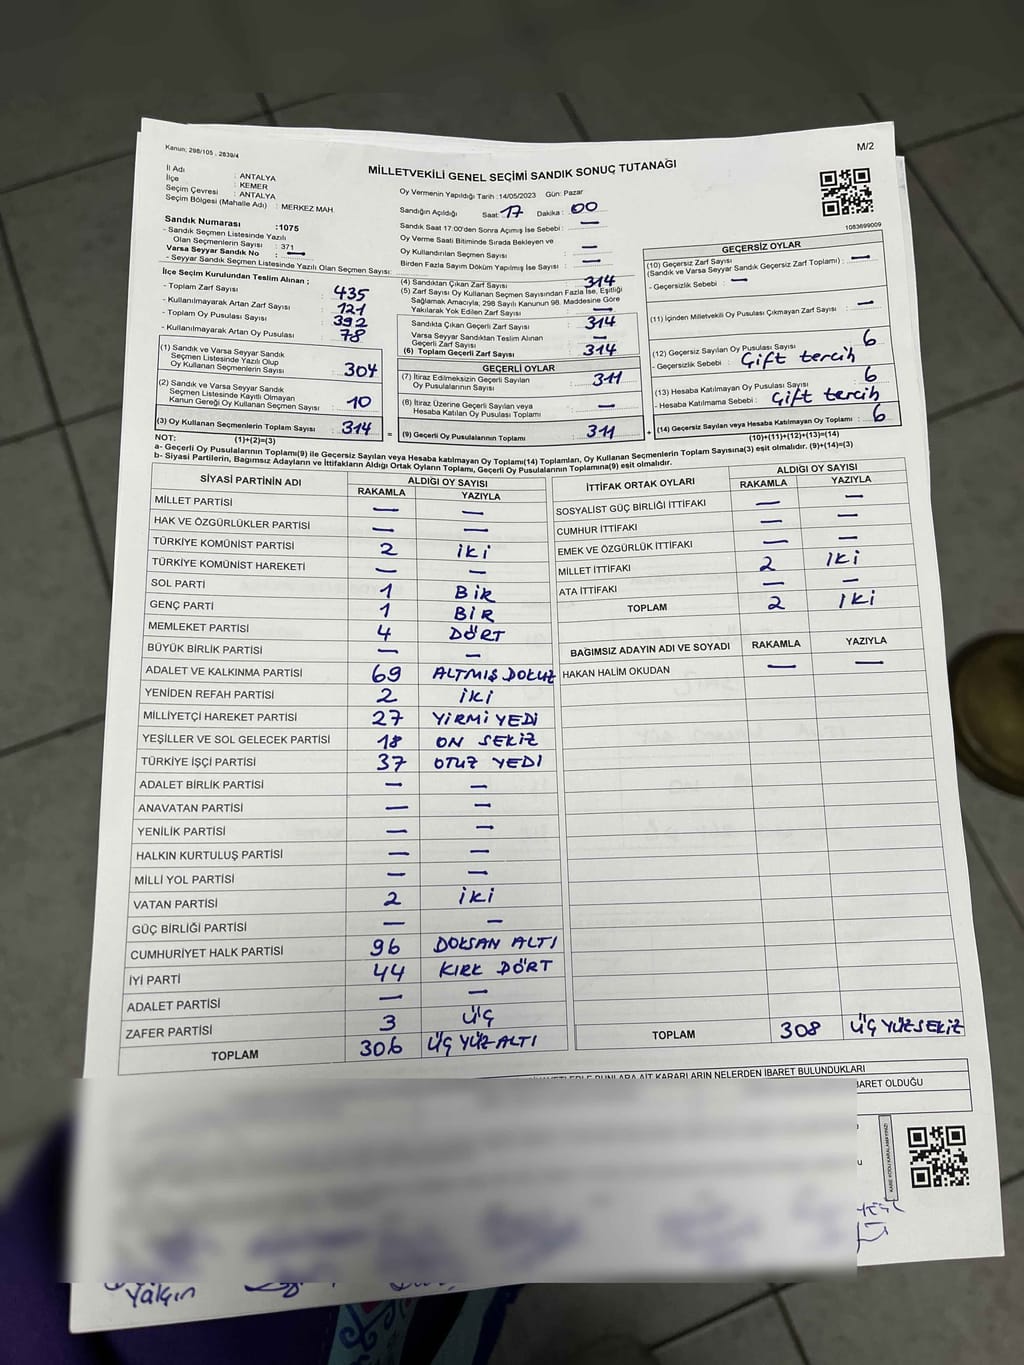 Kanun; 298/105 , 2839/4
M/2
MİLLETVEKİLİ GENEL SEÇİMİ SANDIK SONUÇ TUTANAĞI
İl Adı : ANTALYA
İlçe : KEMER
Seçim Çevresi : ANTALYA
Seçim Bölgesi (Mahalle Adı) : MERKEZ MAH
Sandık Numarası :1075
- Sandık Seçmen Listesinde Yazılı
Olan Seçmenlerin Sayısı : 371
Varsa Seyyar Sandık No : —
- Seyyar Sandık Seçmen Listesinde Yazılı Olan Seçmen Sayısı:
İlçe Seçim Kurulundan Teslim Alınan ;
- Toplam Zarf Sayısı : 435
- Kullanılmayarak Artan Zarf Sayısı : 121
- Toplam Oy Pusulası : 392
- Kullanılmayarak Artan Oy Pusulası : 78
(1) Sandık ve Varsa Seyyar Sandık
Seçmen Listesinde Yazılı Olup
Oy Kullanan Seçmenlerin Sayısı : 304
(2) Sandık ve Varsa Seyyar Sandık
Seçmen Listesinde Kayıtlı Olmayan
Kanun Gereği Oy Kullanan Seçmen Sayısı : 10
(3) Oy Kullanan Seçmenlerin Toplam Sayısı : 314
(1)+(2)=(3)
Oy Vermenin Yapıldığı Tarih :14/05/2023 Gün: Pazar
Sandığın Açıldığı Saat: 17 Dakika : 00
Sandık Saat 17:00'den Sonra Açımış İse Sebebi : —
Oy Verme Saati Bitiminde Sırada Bekleyen ve
Oy Kullandırılan Seçmen Sayısı : —
Birden Fazla Sayım Döküm Yapılmış İse Sayısı : —
(4) Sandıktan Çıkan Zarf Sayısı : 314
(5) Zarf Sayısı Oy Kullanan Seçmen Sayısından Fazla İse, Eşitliği
Sağlamak Amacıyla; 298 Sayılı Kanunun 98. Maddesine Göre
Yakılarak Yok Edilen Zarf Sayısı : —
Sandıkta Çıkan Geçerli Zarf Sayısı : 314
Varsa Seyyar Sandıktan Teslim Alınan
Geçerli Zarf Sayısı : —
(6) Toplam Geçerli Zarf Sayısı : 314
GEÇERLİ OYLAR
(7) İtiraz Edilmeksizin Geçerli Sayılan
Oy Pusulalarının Sayısı : 311
(8) İtiraz Üzerine Geçerli Sayılan veya
Hesaba Katılan Oy Pusulası Toplamı : —
(9) Geçerli Oy Pusulalarının Toplamı : 311
1083699009
GEÇERSİZ OYLAR
(10) Geçersiz Zarf Sayısı
(Sandık ve Varsa Seyyar Sandık Geçersiz Zarf Toplamı) : —
- Geçersizlik Sebebi : —
(11) İçinden Milletvekili Oy Pusulası Çıkmayan Zarf Sayısı : —
(12) Geçersiz Sayılan Oy Pusulası Sayısı : 6
- Geçersizlik Sebebi : Çift tercih
(13) Hesaba Katılmayan Oy Pusulası Sayısı : 6
- Hesaba Katılmama Sebebi : Çift tercih
(14) Geçersiz Sayılan veya Hesaba Katılmayan Oy Toplamı : 6
(10)+(11)+(12)+(13)=(14)
NOT:
a- Geçerli Oy Pusulalarının Toplamı(9) ile Geçersiz Sayılan veya Hesaba katılmayan Oy Toplamı(14) Toplamları, Oy Kullanan Seçmenlerin Toplam Sayısına(3) eşit olmalıdır. (9)+(14)=(3)
b- Siyasi Partilerin, Bağımsız Adayların ve İttifakların Aldığı Ortak Oyların Toplamı, Geçerli Oy Pusulalarının Toplamına(9) eşit olmalıdır.
SİYASİ PARTİNİN ADI ALDIĞI OY SAYISI
RAKAMLA YAZIYLA
MİLLET PARTİSİ — —
HAK VE ÖZGÜRLÜKLER PARTİSİ — —
TÜRKİYE KOMÜNİST PARTİSİ 2 İKİ
TÜRKİYE KOMÜNİST HAREKETİ — —
SOL PARTİ 1 BİR
GENÇ PARTİ 1 BİR
MEMLEKET PARTİSİ 4 DÖRT
BÜYÜK BİRLİK PARTİSİ — —
ADALET VE KALKINMA PARTİSİ 69 ALTMIŞ DOKUZ
YENİDEN REFAH PARTİSİ 2 İKİ
MİLLİYETÇİ HAREKET PARTİSİ 27 YİRMİ YEDİ
YEŞİLLER VE SOL GELECEK PARTİSİ 18 ON SEKİZ
TÜRKİYE İŞÇİ PARTİSİ 37 OTUZ YEDİ
ADALET BİRLİK PARTİSİ — —
ANAVATAN PARTİSİ — —
YENİLİK PARTİSİ — —
HALKIN KURTULUŞ PARTİSİ — —
MİLLİ YOL PARTİSİ — —
VATAN PARTİSİ 2 İKİ
GÜÇ BİRLİĞİ PARTİSİ — —
CUMHURİYET HALK PARTİSİ 96 DOKSAN ALTI
İYİ PARTİ 44 KIRK DÖRT
ADALET PARTİSİ — —
ZAFER PARTİSİ 3 ÜÇ
TOPLAM 306 ÜÇ YÜZ ALTI
İTTİFAK ORTAK OYLARI ALDIĞI OY SAYISI
RAKAMLA YAZIYLA
SOSYALİST GÜÇ BİRLİĞİ İTTİFAKI — —
CUMHUR İTTİFAKI — —
EMEK VE ÖZGÜRLÜK İTTİFAKI — —
MİLLET İTTİFAKI 2 İKİ
ATA İTTİFAKI — —
TOPLAM 2 İKİ
BAĞIMSIZ ADAYIN ADI VE SOYADI RAKAMLA YAZIYLA
HAKAN HALİM OKUDAN — —
TOPLAM 308 ÜÇ YÜZ SEKİZ
BUNLARA AİT KARARLARIN NELERDEN İBARET BULUNDUKLARI
İBARET OLDUĞU
Yalçın